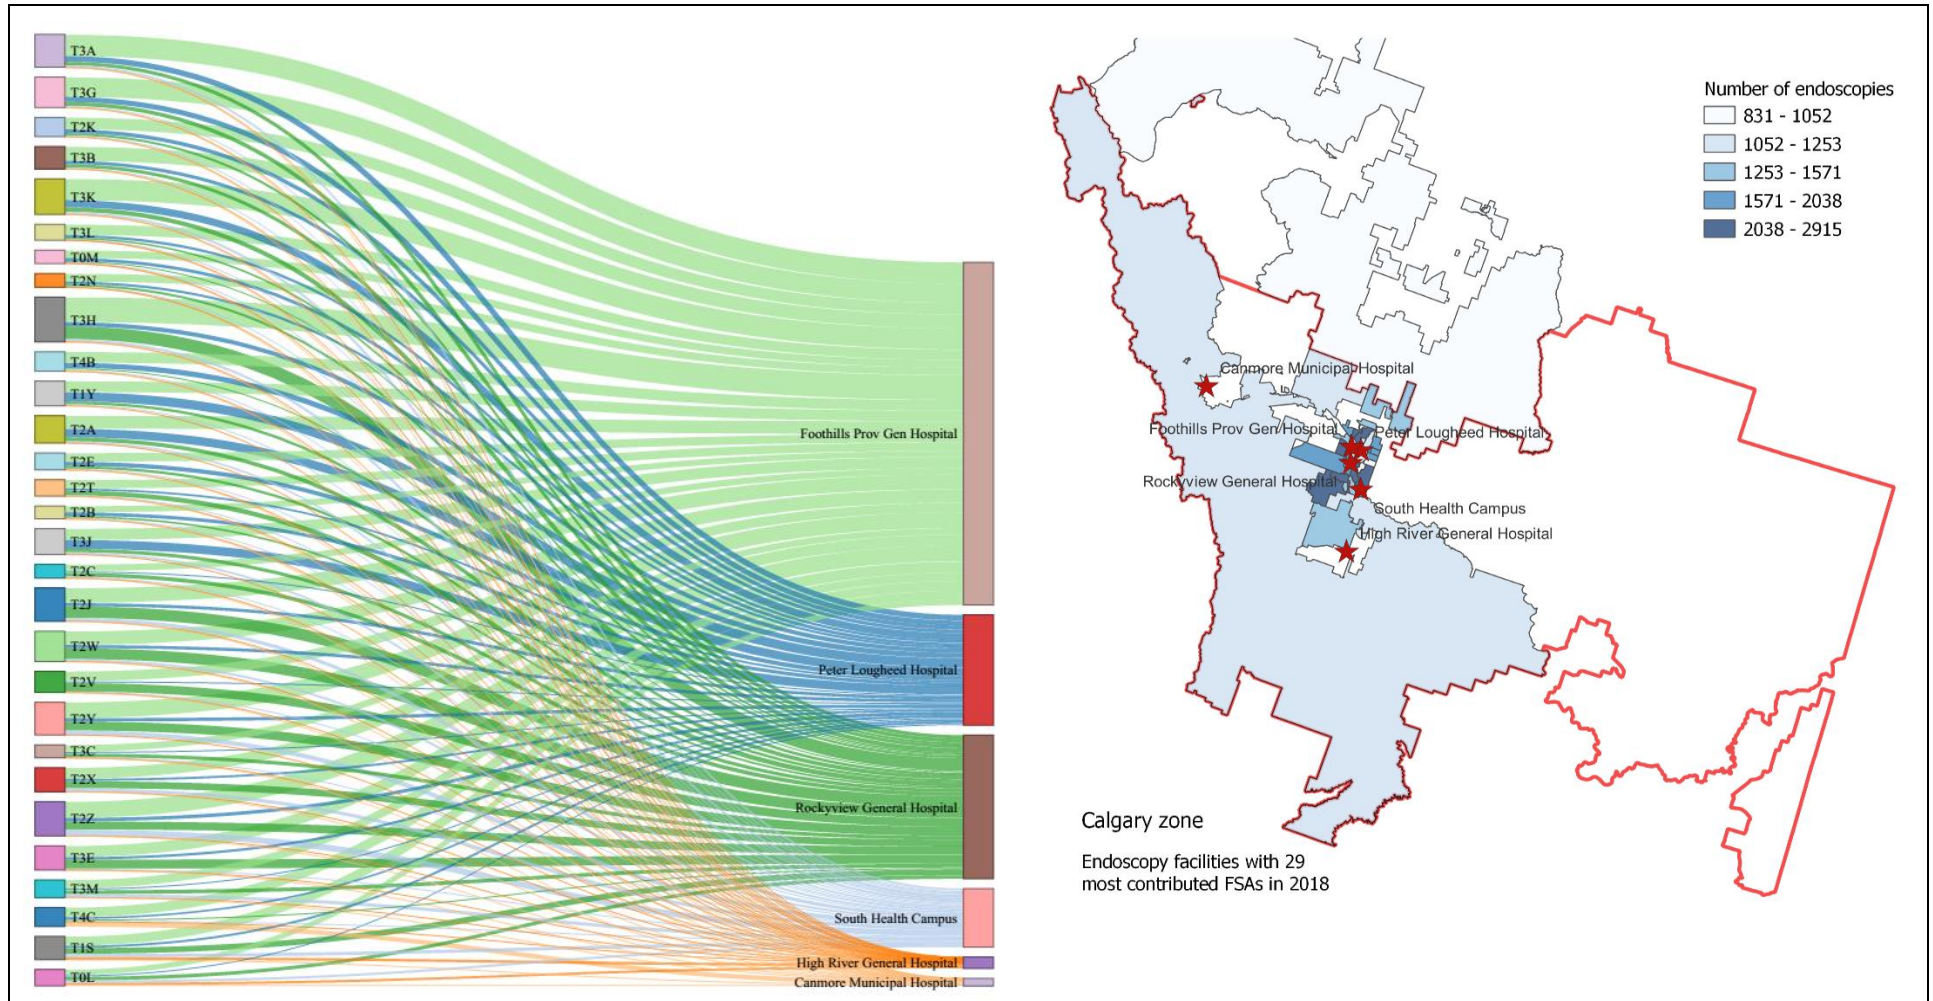 T3A
T3G
T2K
T3B
T3K
T3L
T0M
T2N
T3H
T4B
T1Y
T2A
T2E
T2T
T2B
T3J
T2C
T2J
T2W
T2V
T2Y
T3C
T2X
T2Z
T3E
T3M
T4C
T1S
T0L
Foothills Prov Gen Hospital
Peter Lougheed Hospital
Rockyview General Hospital
South Health Campus
High River General Hospital
Canmore Municipal Hospital
Number of endoscopies
831 - 1052
1052 - 1253
1253 - 1571
1571 - 2038
2038 - 2915
Canmore Municipal Hospital
Foothills Prov Gen Hospital
Peter Lougheed Hospital
Rockyview General Hospital
South Health Campus
High River General Hospital
Calgary zone
Endoscopy facilities with 29
most contributed FSAs in 2018